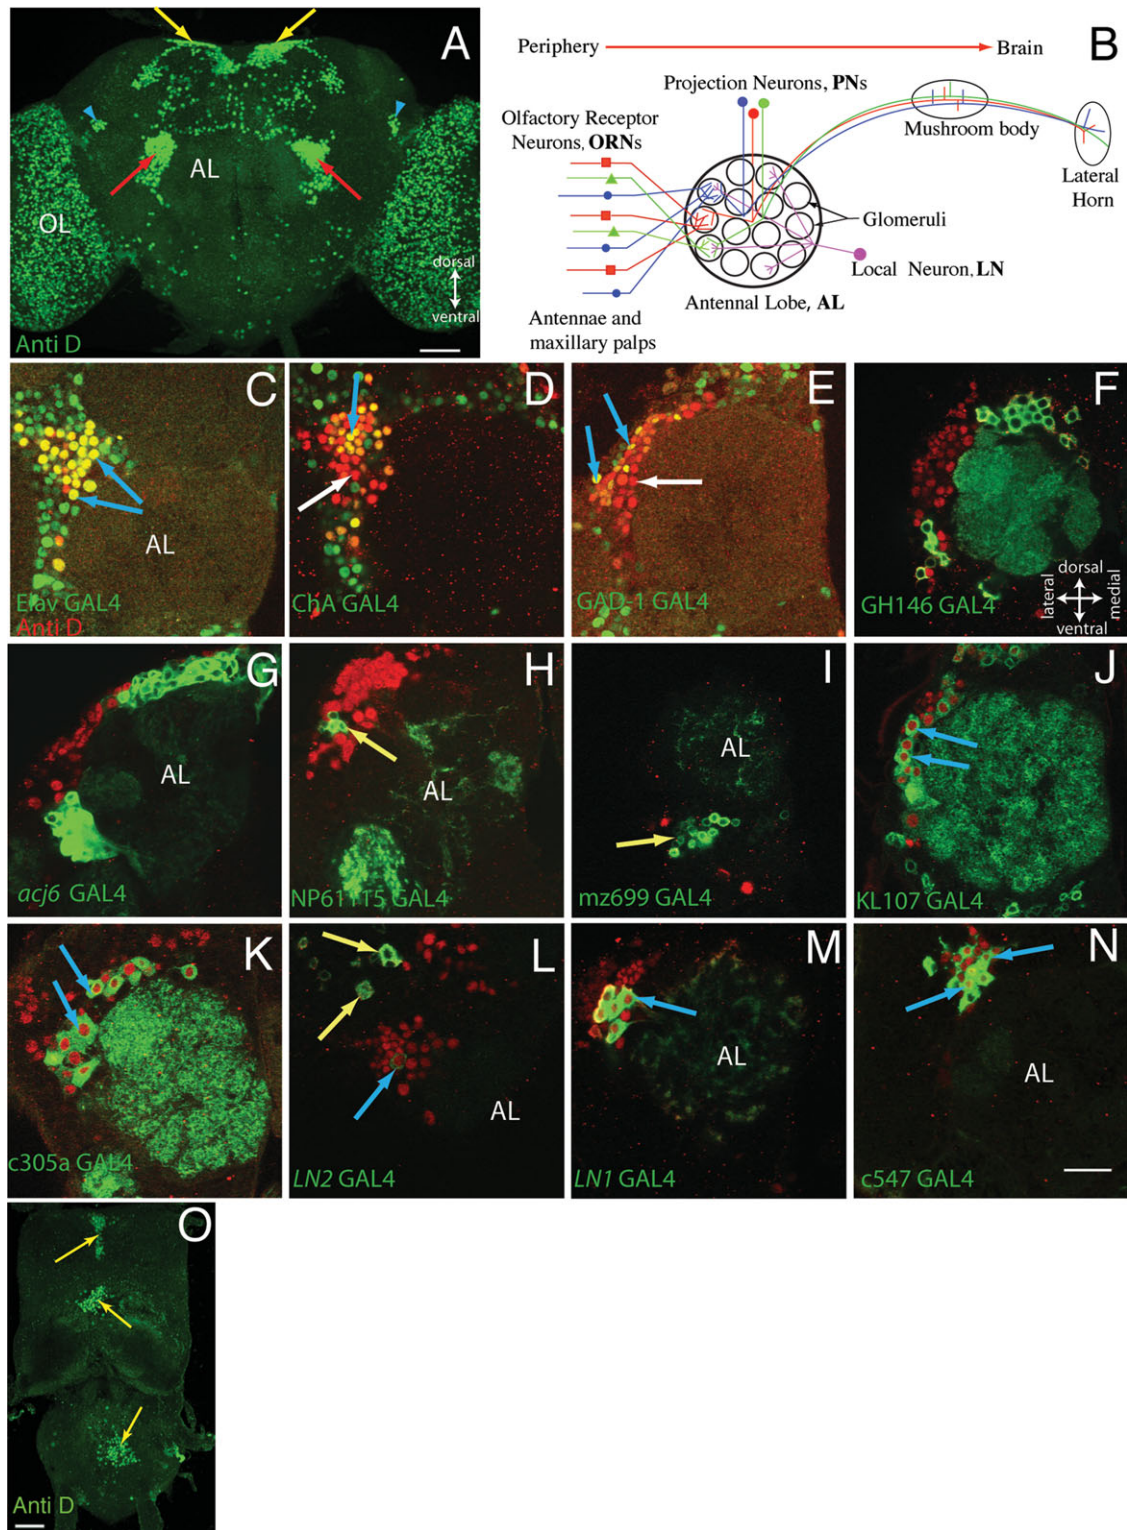 A
AL
OL
dorsal
ventral
Anti D
B
Periphery
Brain
Projection Neurons, PNs
Olfactory Receptor
Neurons, ORNs
Mushroom body
Lateral
Horn
Glomeruli
Local Neuron, LN
Antennal Lobe, AL
Antennae and
maxillary palps
C
AL
Elav GAL4
Anti D
D
ChA GAL4
E
GAD-1 GAL4
F
GH146 GAL4
dorsal
lateral
medial
ventral
G
AL
acj6 GAL4
H
AL
NP61115 GAL4
I
AL
mz699 GAL4
J
KL107 GAL4
K
c305a GAL4
L
AL
LN2 GAL4
M
AL
LN1 GAL4
N
AL
c547 GAL4
O
Anti D